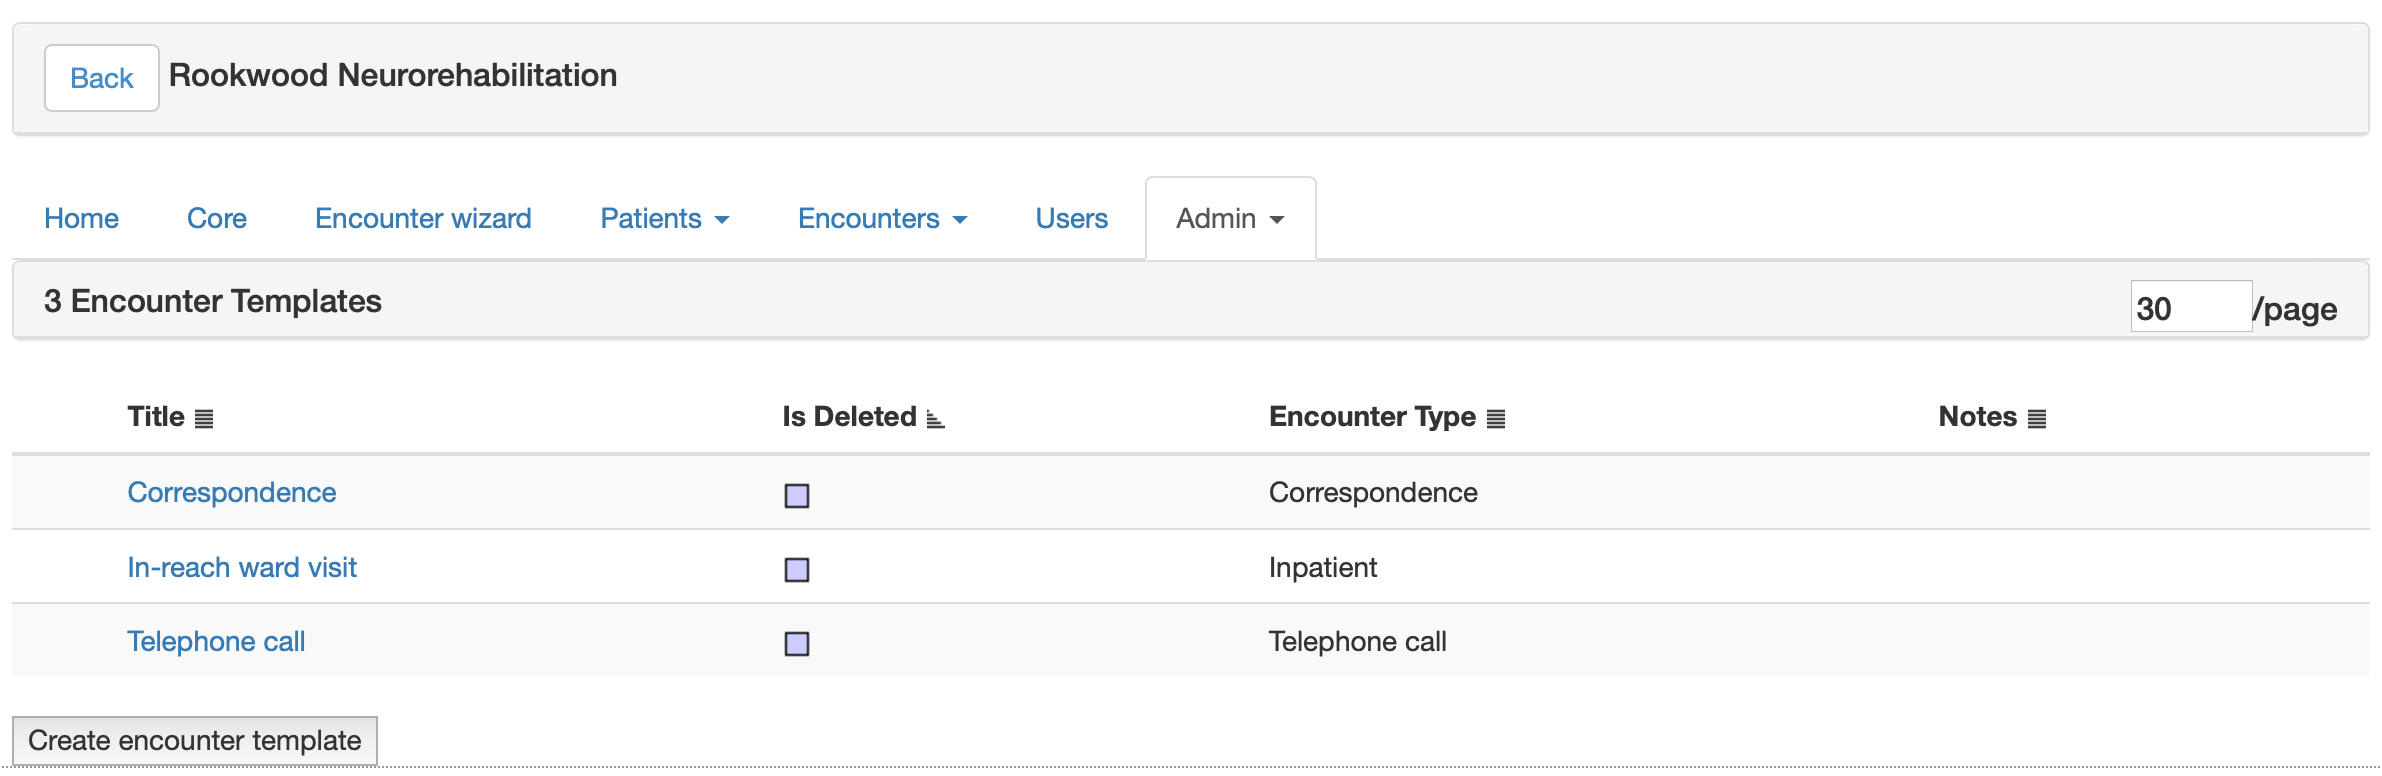 Back Rookwood Neurorehabilitation
Home Core Encounter wizard Patients Encounters Users Admin
3 Encounter Templates 30 /page
Title Is Deleted Encounter Type Notes
Correspondence Correspondence
In-reach ward visit Inpatient
Telephone call Telephone call
Create encounter template